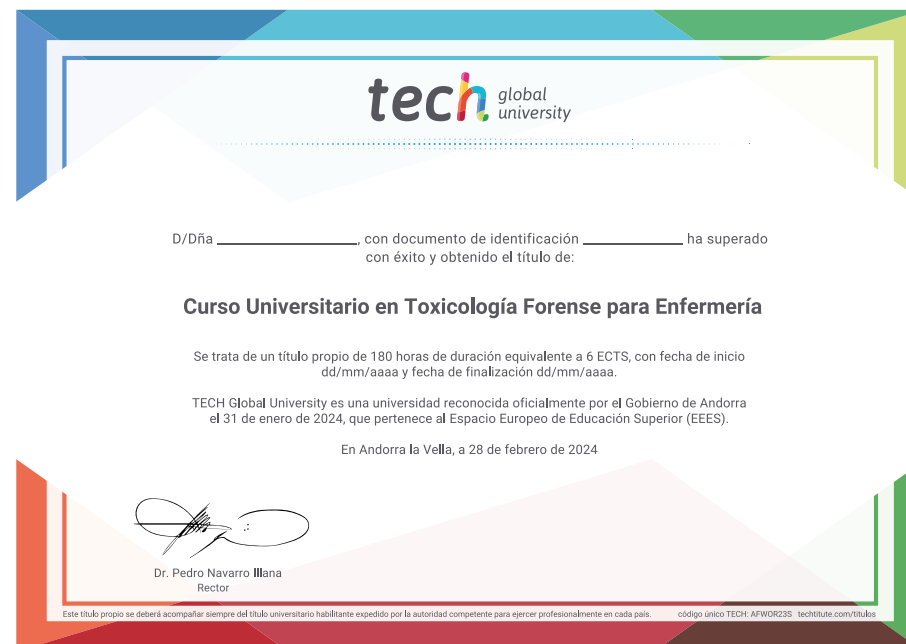 tech global university
D/Dña ____________________, con documento de identificación ______________ ha superado
con éxito y obtenido el título de:
Curso Universitario en Toxicología Forense para Enfermería
Se trata de un título propio de 180 horas de duración equivalente a 6 ECTS, con fecha de inicio
dd/mm/aaaa y fecha de finalización dd/mm/aaaa.
TECH Global University es una universidad reconocida oficialmente por el Gobierno de Andorra
el 31 de enero de 2024, que pertenece al Espacio Europeo de Educación Superior (EEES).
En Andorra la Vella, a 28 de febrero de 2024
Dr. Pedro Navarro Illana
Rector
Este título propio se deberá acompañar siempre del título universitario habilitante expedido por la autoridad competente para ejercer profesionalmente en cada país. código único TECH: AFWOR23S techtitute.com/titulos